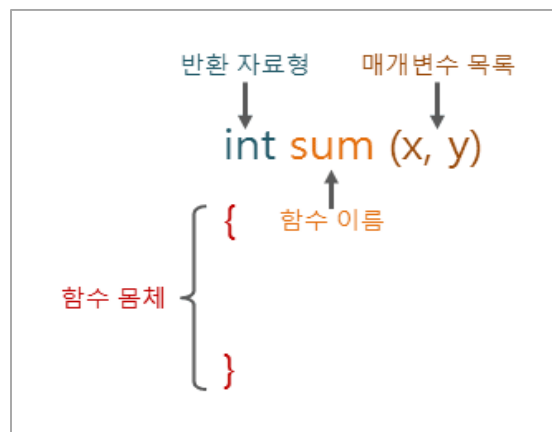 반환 자료형 매개변수 목록
int sum (x, y)
{ 함수 이름
함수 몸체
}